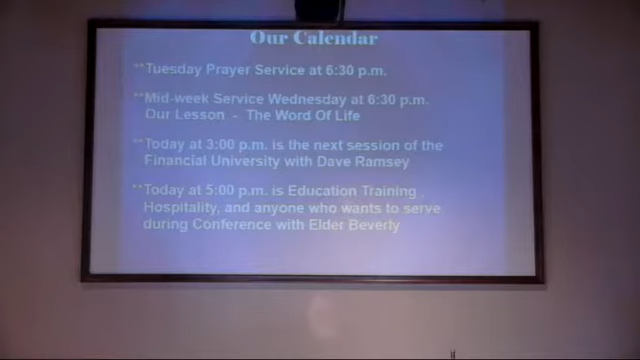 Our Calendar
**Tuesday Prayer Service at 6:30 p.m.
**Mid-week Service Wednesday at 6:30 p.m.
Our Lesson - The Word Of Life
**Today at 3:00 p.m. is the next session of the
Financial University with Dave Ramsey
**Today at 5:00 p.m. is Education Training ,
Hospitality, and anyone who wants to serve
during Conference with Elder Beverly